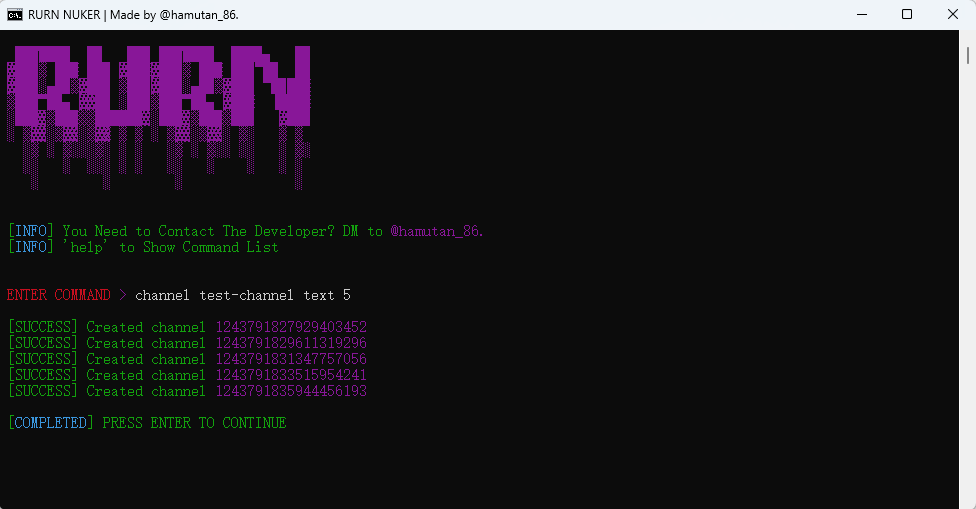 RURN NUKER | Made by @hamutan_86.
RURN
[INFO] You Need to Contact The Developer? DM to @hamutan_86.
[INFO] 'help' to Show Command List
ENTER COMMAND > channel test-channel text 5
[SUCCESS] Created channel 1243791827929403452
[SUCCESS] Created channel 1243791829611319296
[SUCCESS] Created channel 1243791831347757056
[SUCCESS] Created channel 1243791833515954241
[SUCCESS] Created channel 1243791835944456193
[COMPLETED] PRESS ENTER TO CONTINUE